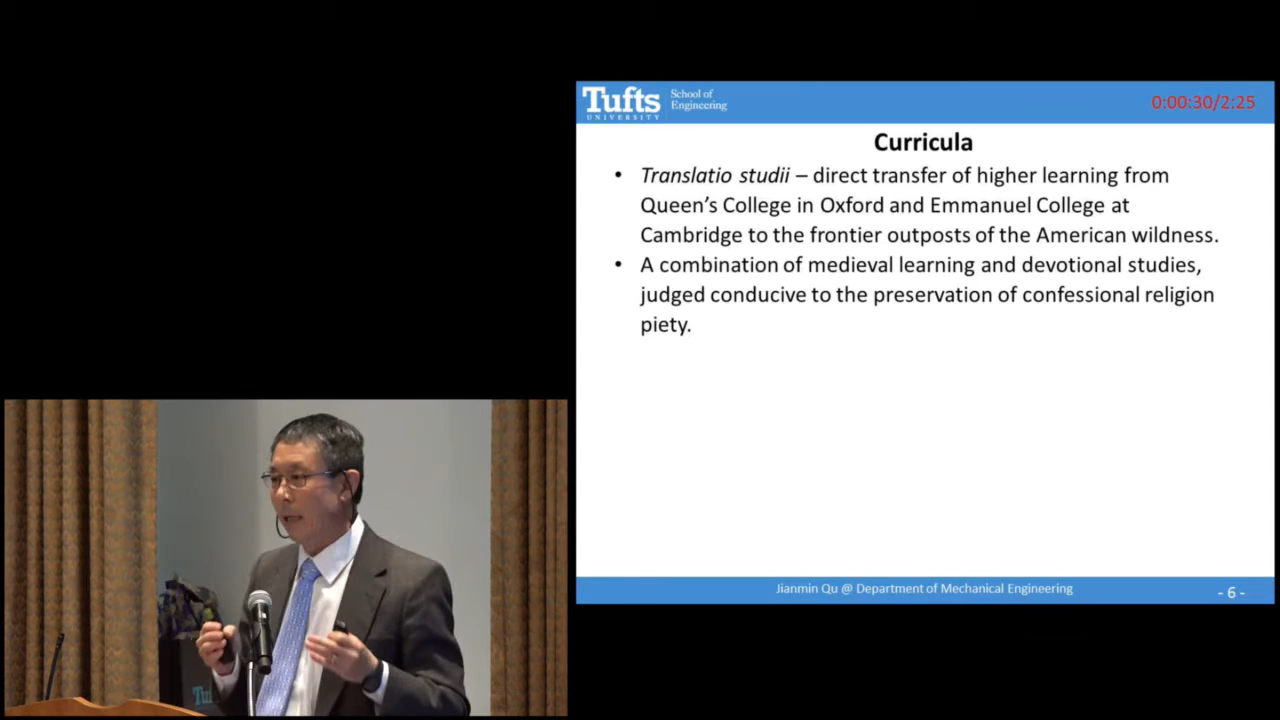 Tufts
UNIVERSITY
School of
Engineering
0:00:30/2:25
Curricula
• Translatio studii – direct transfer of higher learning from
Queen's College in Oxford and Emmanuel College at
Cambridge to the frontier outposts of the American wildness.
• A combination of medieval learning and devotional studies,
judged conducive to the preservation of confessional religion
piety.
Jianmin Qu @ Department of Mechanical Engineering
- 6 -